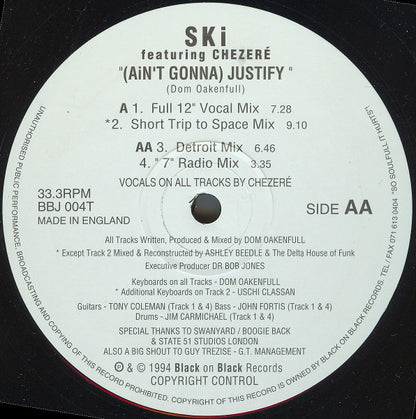 SKi
featuring CHEZERÉ
"(AiN'T GONNA) JUSTIFY "
(Dom Oakenfull)
A 1. Full 12" Vocal Mix 7.28
*2. Short Trip to Space Mix 9.10
AA 3. Detroit Mix 6.46
4. " 7" Radio Mix 3.35
VOCALS ON ALL TRACKS BY CHEZERÉ
33.3RPM
BBJ 004T
MADE IN ENGLAND
SIDE AA
All Tracks Written, Produced & Mixed by DOM OAKENFULL
* Except Track 2 Mixed & Reconstructed by ASHLEY BEEDLE & The Delta House of Funk
Executive Producer DR BOB JONES
Keyboards on all Tracks - DOM OAKENFULL
* Additional Keyboards on Track 2 - USCHI CLASSAN
Guitars - TONY COLEMAN (Track 1 & 4) Bass - JOHN FORTIS (Track 1 & 4)
Drums - JIM CARMICHAEL (Track 1 & 4)
SPECIAL THANKS TO SWANYARD / BOOGIE BACK
& STATE 51 STUDIOS LONDON
ALSO A BIG SHOUT TO GUY TREZISE - G.T. MANAGEMENT
℗ & © 1994 Black on Black Records
COPYRIGHT CONTROL
UNAUTHORISED PUBLIC PERFORMANCE, BROADCASTING AND COPYING OF THIS RECORD PROHIBITED. ALL RIGHT OF COPYRIGHT IN THIS RECORD IS OWNED BY BLACK ON BLACK RECORDS. TEL / FAX 071 613 0404 "SO SOULFULL IT HURTS"!